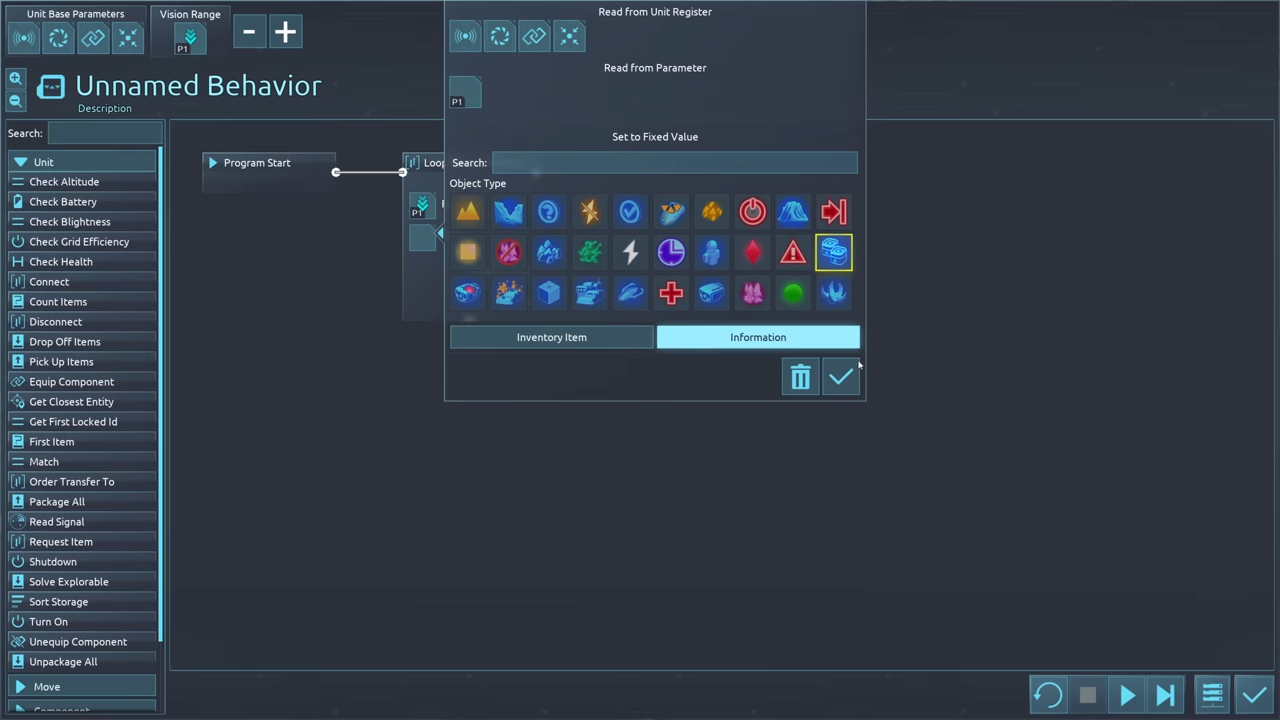 Unit Base Parameters
Vision Range
P1
- +
Unnamed Behavior
Description
Search:
Unit
Check Altitude
Check Battery
Check Blightness
Check Grid Efficiency
Check Health
Connect
Count Items
Disconnect
Drop Off Items
Pick Up Items
Equip Component
Get Closest Entity
Get First Locked Id
First Item
Match
Order Transfer To
Package All
Read Signal
Request Item
Shutdown
Solve Explorable
Sort Storage
Turn On
Unequip Component
Unpackage All
Move
Program Start
Loop
P1
Read from Unit Register
Read from Parameter
P1
Set to Fixed Value
Search:
Object Type
Inventory Item
Information